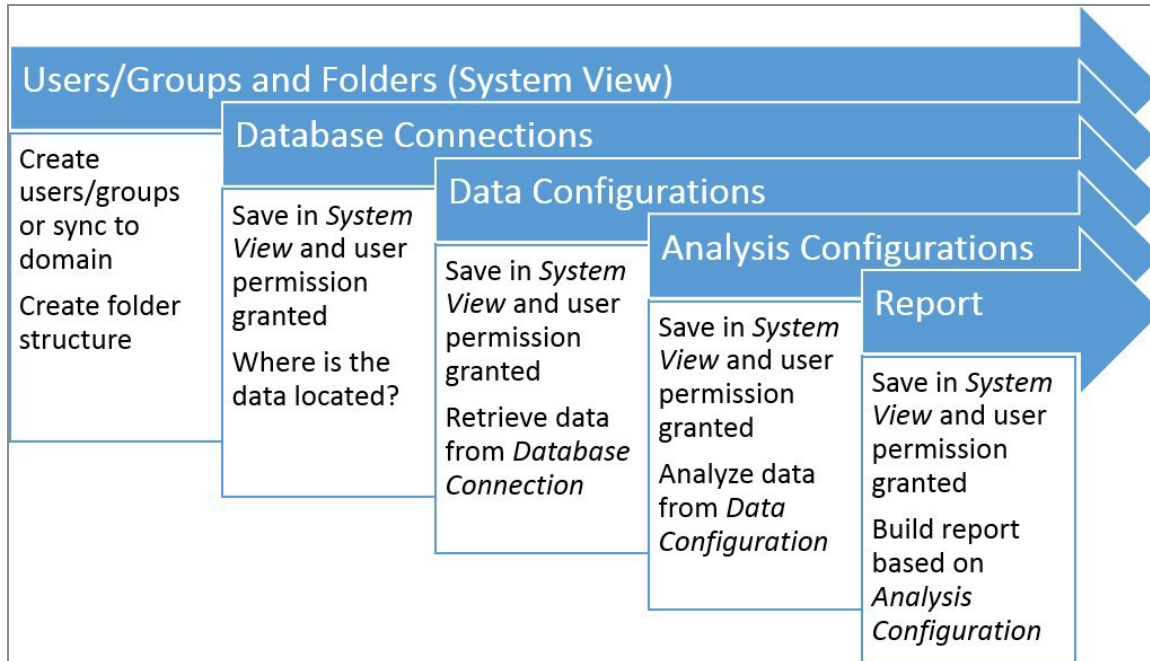 Users/Groups and Folders (System View)
Create
users/groups
or sync to
domain
Create folder
structure
Database Connections
Save in System
View and user
permission
granted
Where is the
data located?
Data Configurations
Save in System
View and user
permission
granted
Retrieve data
from Database
Connection
Analysis Configurations
Save in System
View and user
permission
granted
Analyze data
from Data
Configuration
Report
Save in System
View and user
permission
granted
Build report
based on
Analysis
Configuration